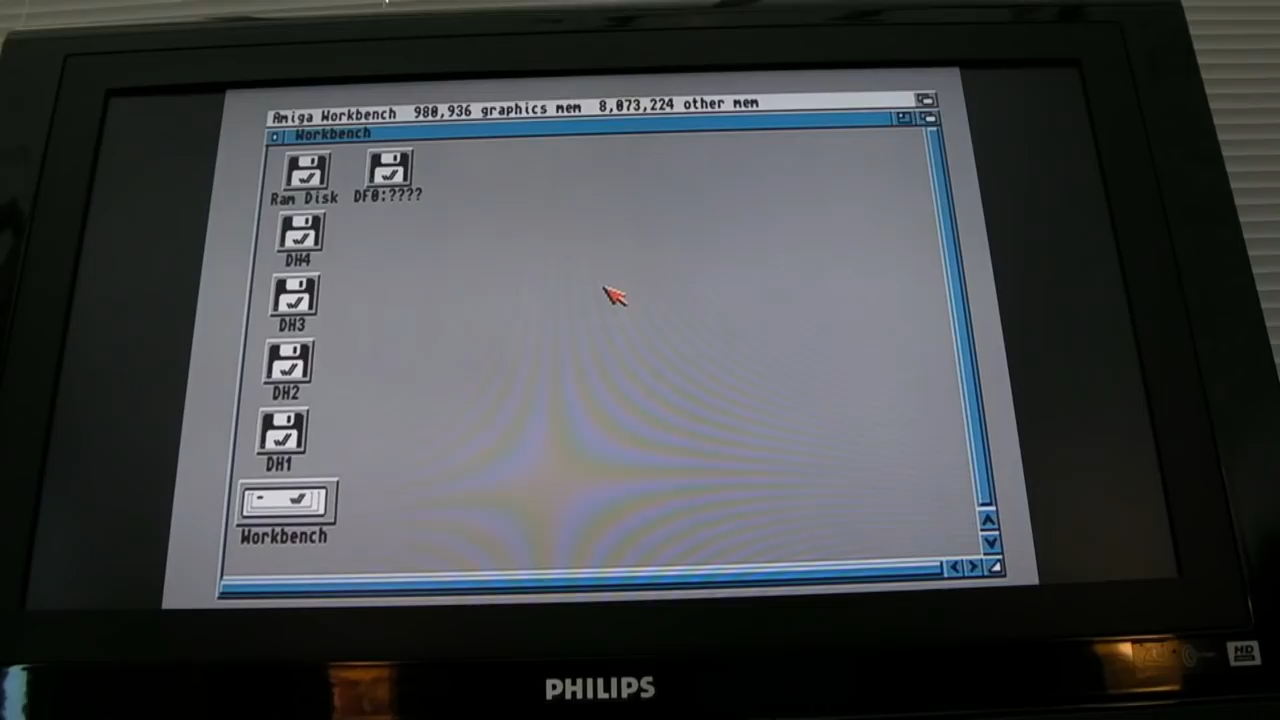 Amiga Workbench 980,936 graphics mem 8,073,224 other mem
Workbench
Ram Disk DF0:????
DH4
DH3
DH2
DH1
Workbench
HD
PHILIPS